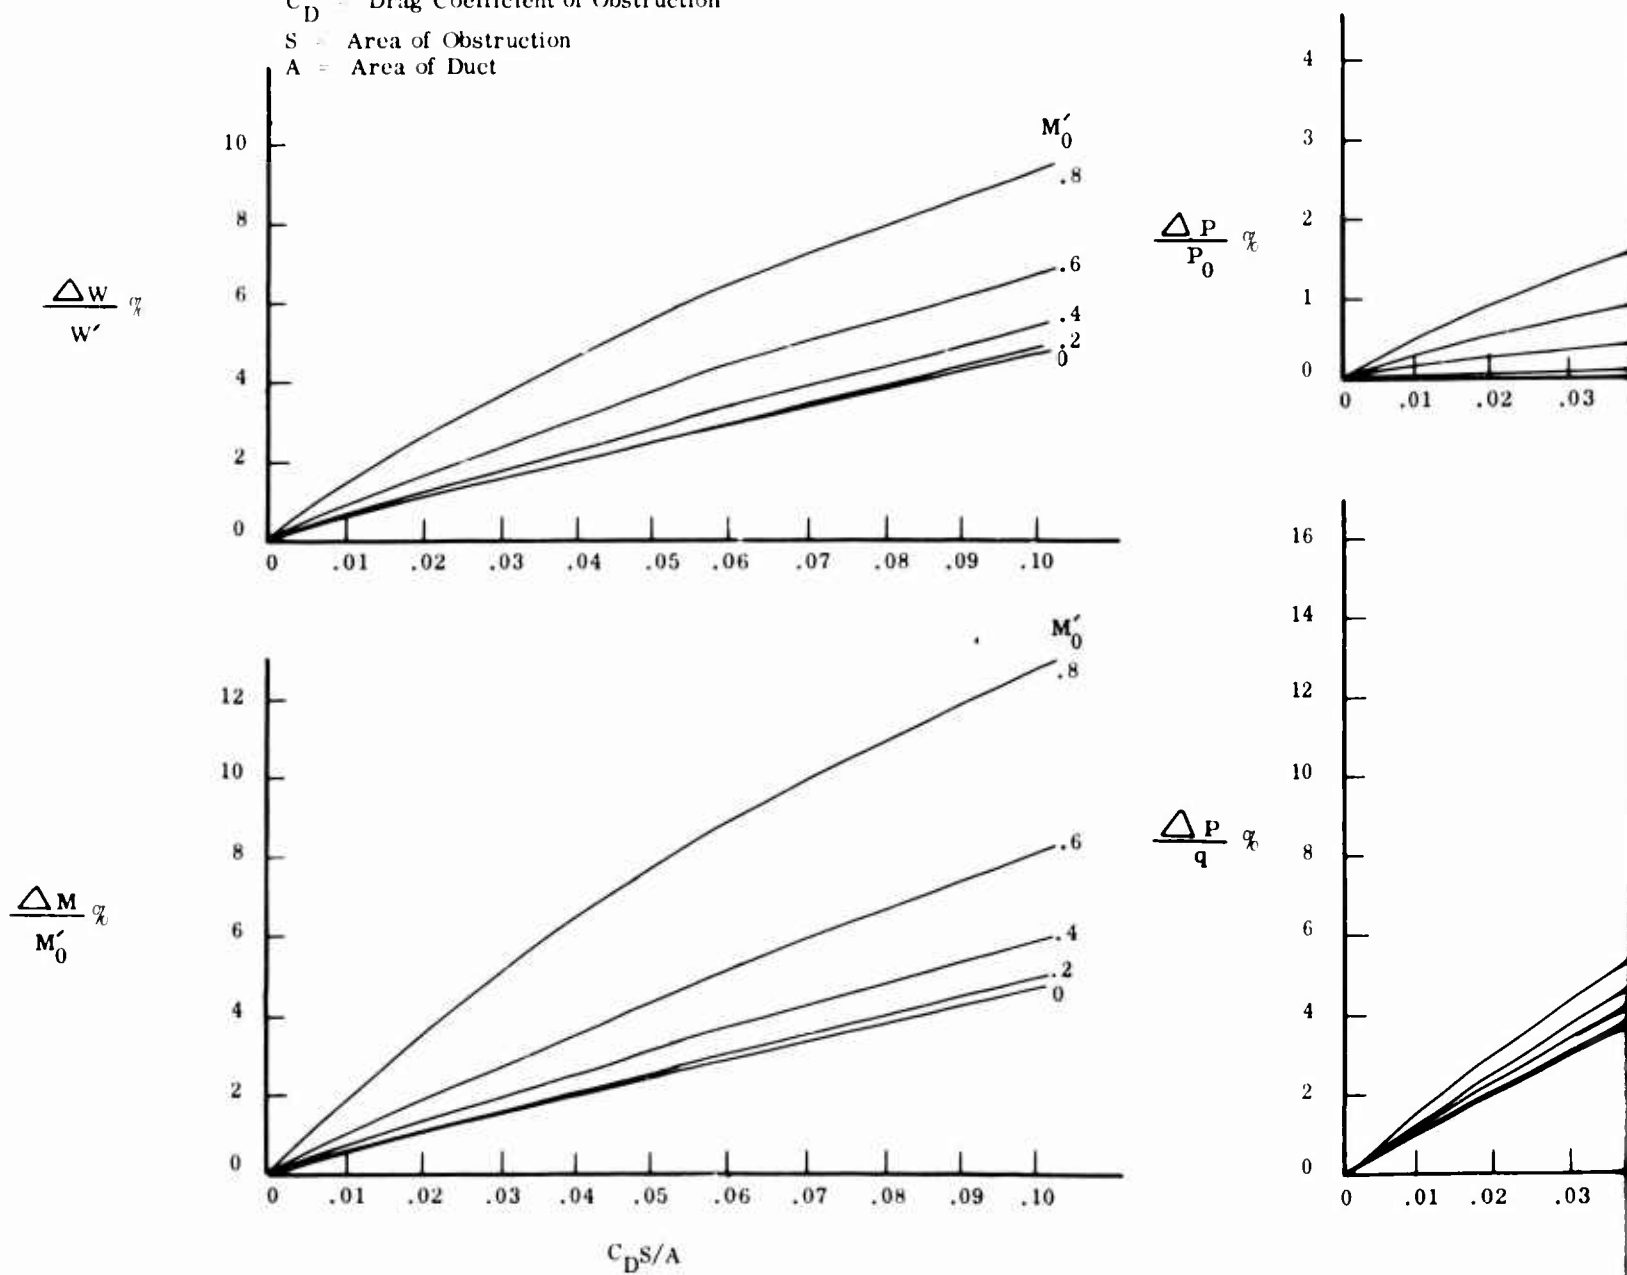 C_D = Drag Coefficient of Obstruction
S = Area of Obstruction
A = Area of Duct
ΔW/W′ %
10
8
6
4
2
0
M′_0
.8
.6
.4
.2
0
0 .01 .02 .03 .04 .05 .06 .07 .08 .09 .10
ΔP/P_0 %
4
3
2
1
0
0 .01 .02 .03
ΔM/M′_0 %
12
10
8
6
4
2
0
M′_0
.8
.6
.4
.2
0
0 .01 .02 .03 .04 .05 .06 .07 .08 .09 .10
C_DS/A
ΔP/q %
16
14
12
10
8
6
4
2
0
0 .01 .02 .03